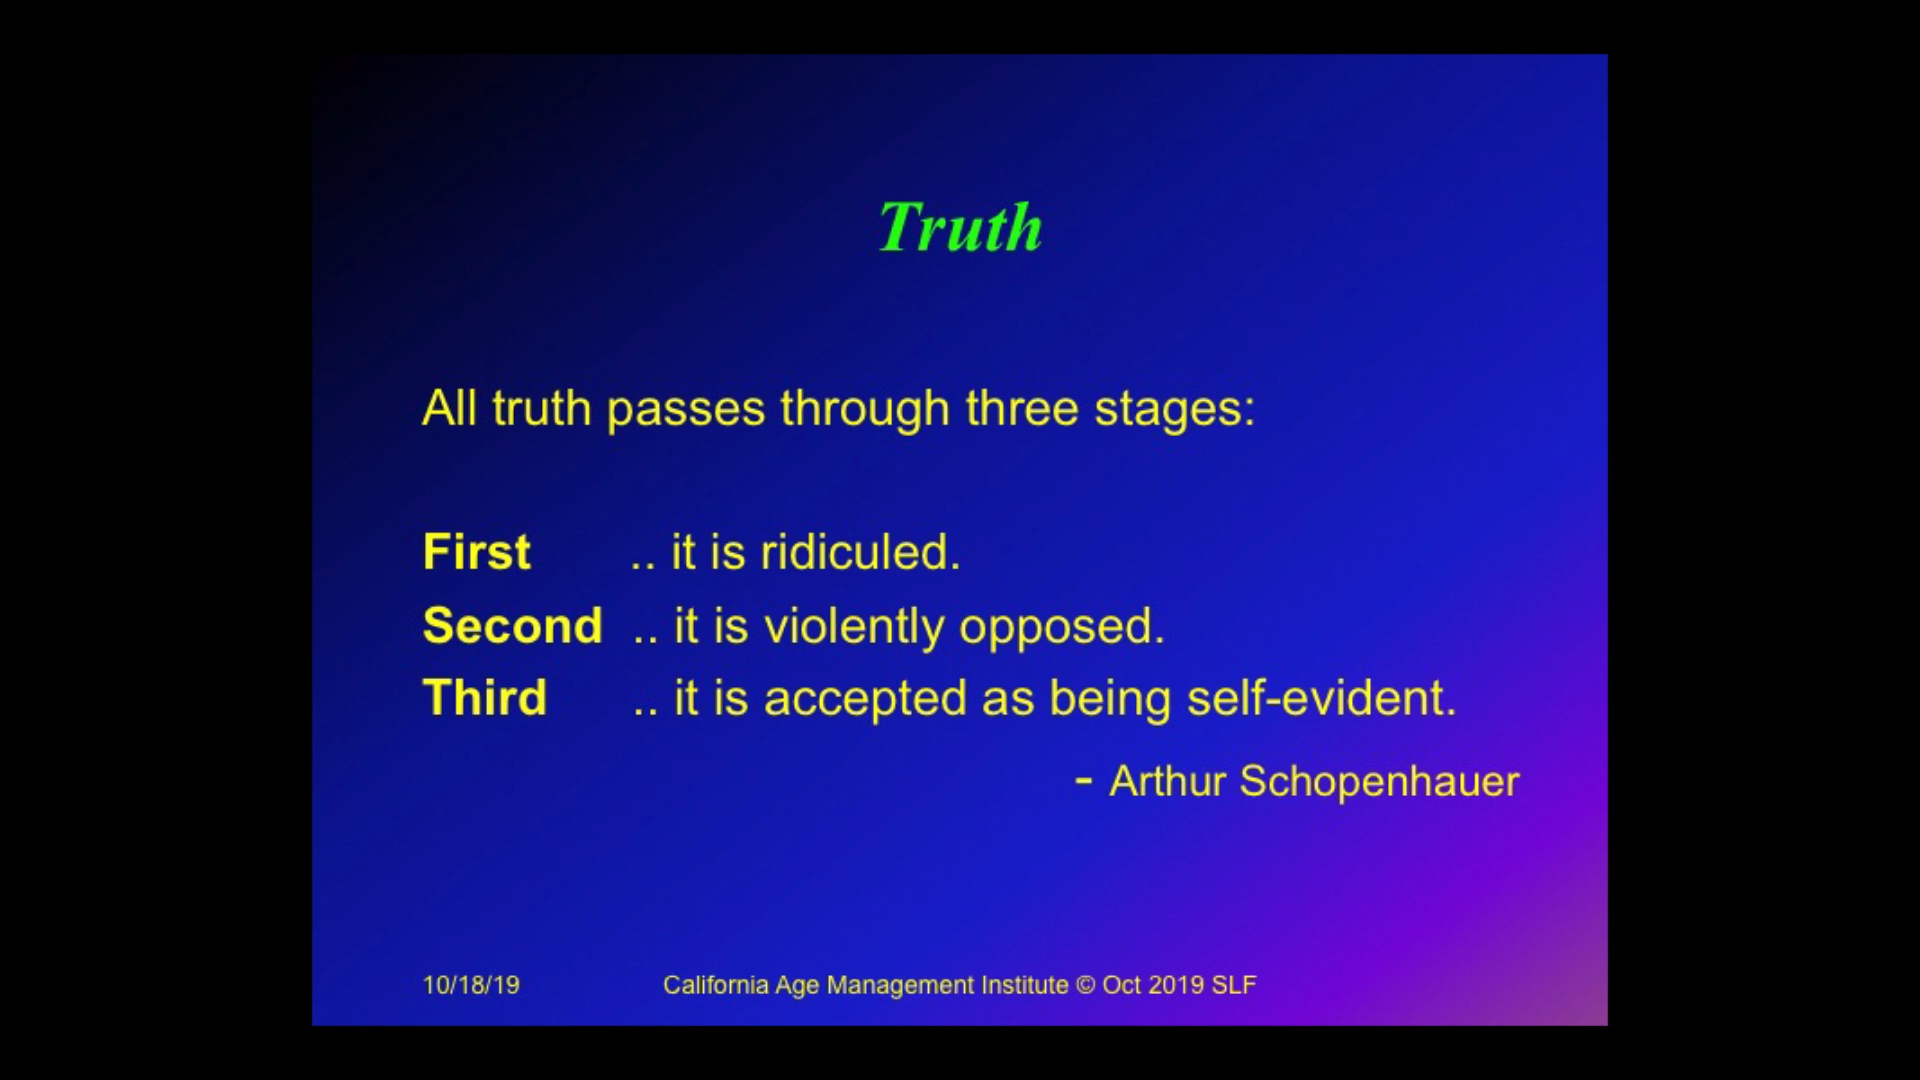 Truth
All truth passes through three stages:
First .. it is ridiculed.
Second .. it is violently opposed.
Third .. it is accepted as being self-evident.
- Arthur Schopenhauer
10/18/19 California Age Management Institute © Oct 2019 SLF